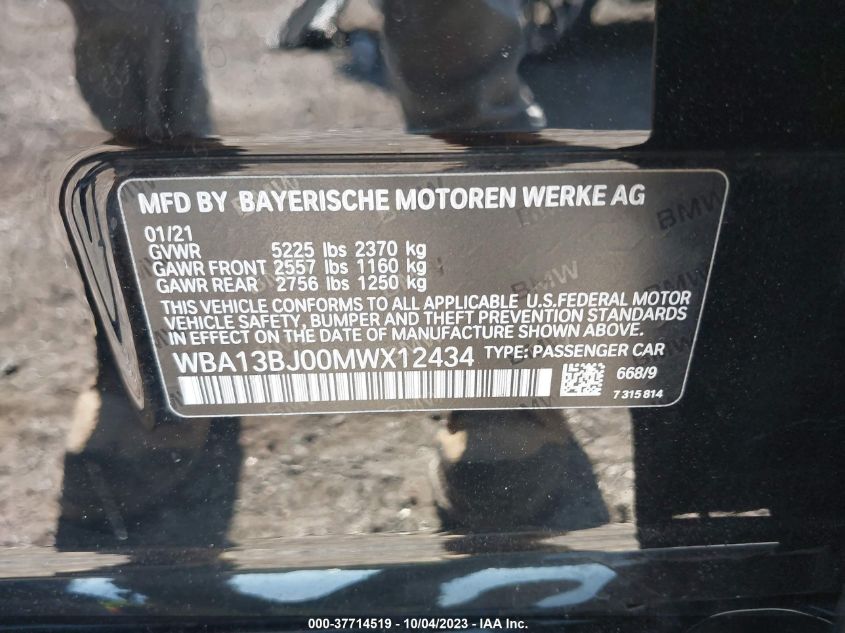 MFD BY BAYERISCHE MOTOREN WERKE AG
01/21
GVWR 5225 lbs 2370 kg
GAWR FRONT 2557 lbs 1160 kg
GAWR REAR 2756 lbs 1250 kg
THIS VEHICLE CONFORMS TO ALL APPLICABLE U.S.FEDERAL MOTOR
VEHICLE SAFETY, BUMPER AND THEFT PREVENTION STANDARDS
IN EFFECT ON THE DATE OF MANUFACTURE SHOWN ABOVE.
WBA13BJ00MWX12434 TYPE: PASSENGER CAR
668/9
7 315 814
BMW
BMW
000-37714519 - 10/04/2023 - IAA Inc.